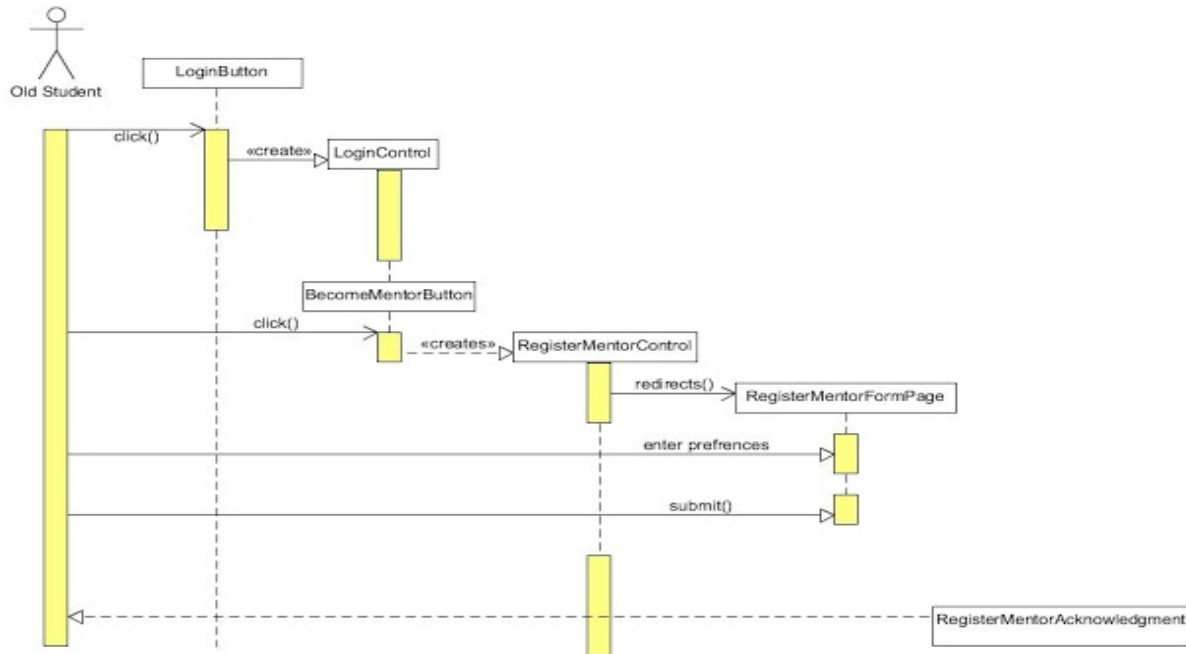 Old Student
LoginButton
click()
«create»
LoginControl
BecomeMentorButton
click()
«creates»
RegisterMentorControl
redirects()
RegisterMentorFormPage
enter prefrences
submit()
RegisterMentorAcknowledgment